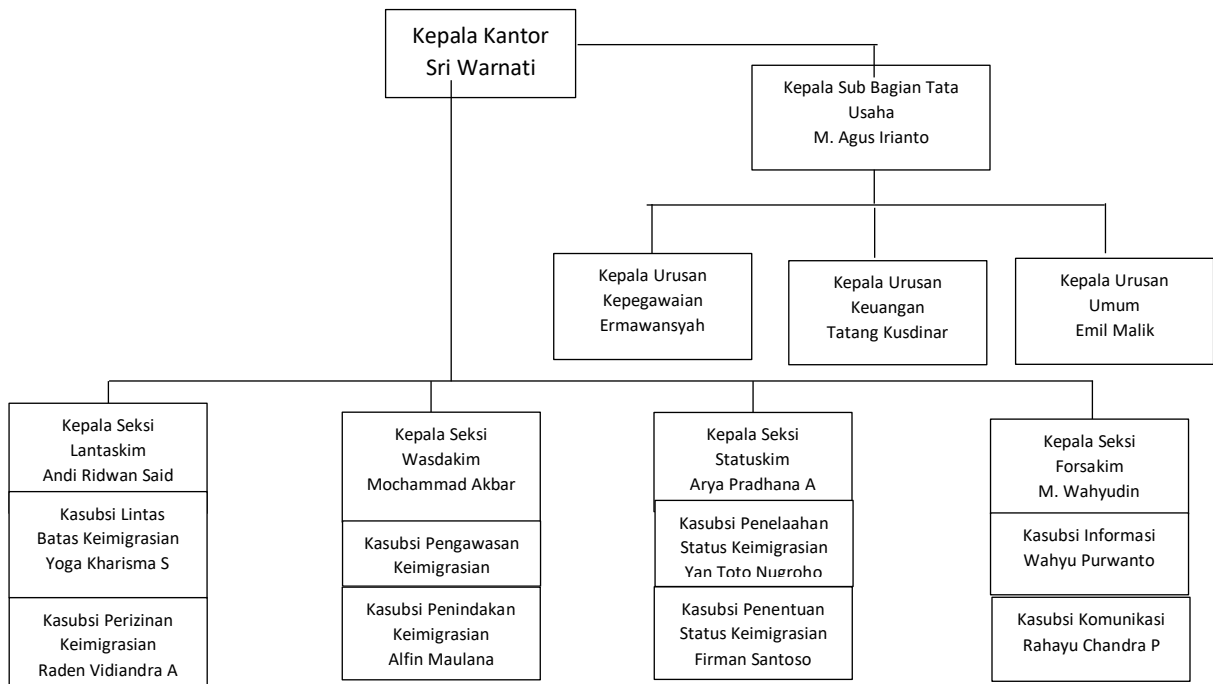 Kepala Kantor
Sri Warnati
Kepala Sub Bagian Tata
Usaha
M. Agus Irianto
Kepala Urusan
Kepegawaian
Ermawansyah
Kepala Urusan
Keuangan
Tatang Kusdinar
Kepala Urusan
Umum
Emil Malik
Kepala Seksi
Lantaskim
Andi Ridwan Said
Kasubsi Lintas
Batas Keimigrasian
Yoga Kharisma S
Kasubsi Perizinan
Keimigrasian
Raden Vidiandra A
Kepala Seksi
Wasdakim
Mochammad Akbar
Kasubsi Pengawasan
Keimigrasian
Kasubsi Penindakan
Keimigrasian
Alfin Maulana
Kepala Seksi
Statuskim
Arya Pradhana A
Kasubsi Penelaahan
Status Keimigrasian
Yan Toto Nugroho
Kasubsi Penentuan
Status Keimigrasian
Firman Santoso
Kepala Seksi
Forsakim
M. Wahyudin
Kasubsi Informasi
Wahyu Purwanto
Kasubsi Komunikasi
Rahayu Chandra P